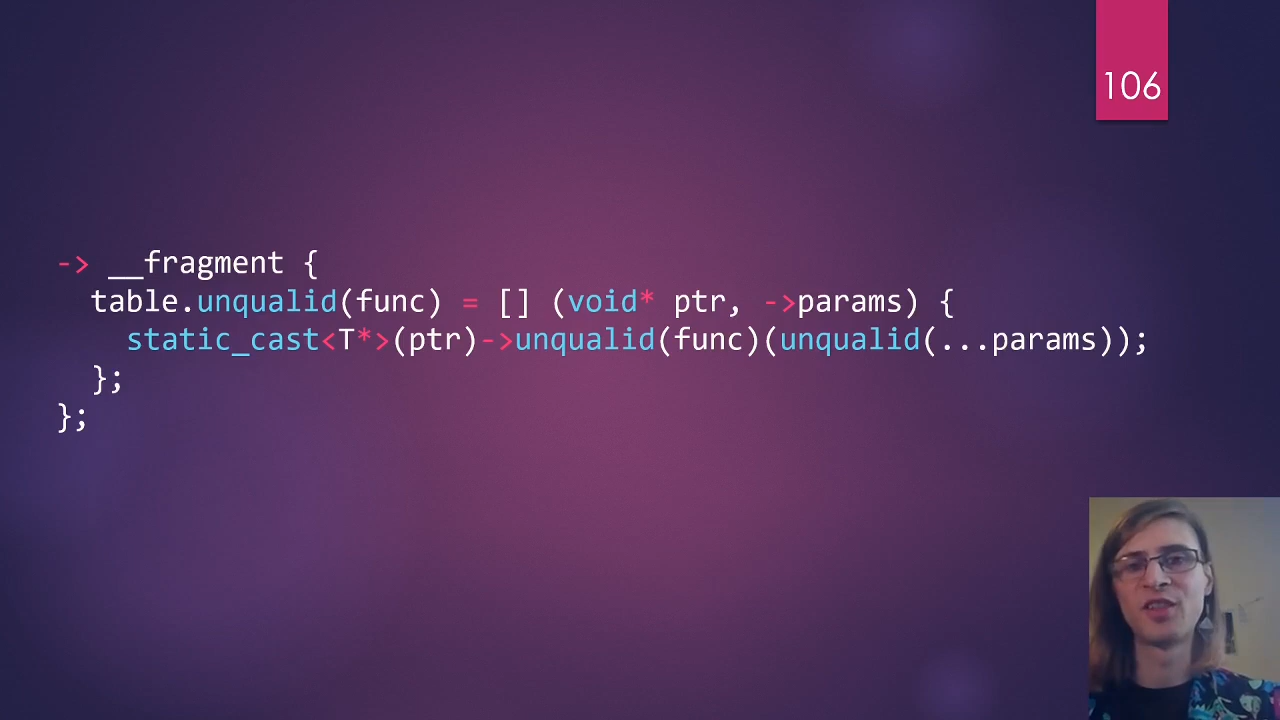 106
-> __fragment {
table.unqualid(func) = [] (void* ptr, ->params) {
static_cast<T*>(ptr)->unqualid(func)(unqualid(...params));
};
};